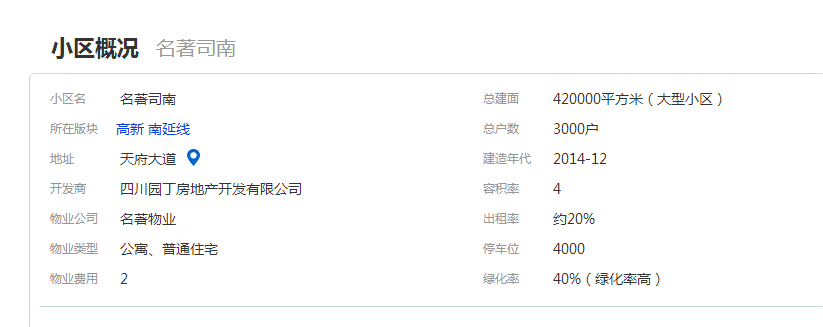 小区概况 名著司南
小区名 名著司南 总建面 420000平方米（大型小区）
所在版块 高新 南延线 总户数 3000户
地址 天府大道 建造年代 2014-12
开发商 四川园丁房地产开发有限公司 容积率 4
物业公司 名著物业 出租率 约20%
物业类型 公寓、普通住宅 停车位 4000
物业费用 2 绿化率 40%（绿化率高）